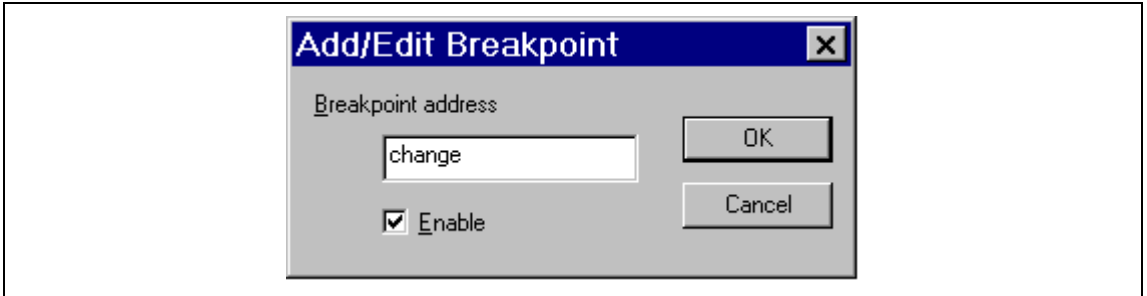 Add/Edit Breakpoint
Breakpoint address
change
OK
Cancel
Enable